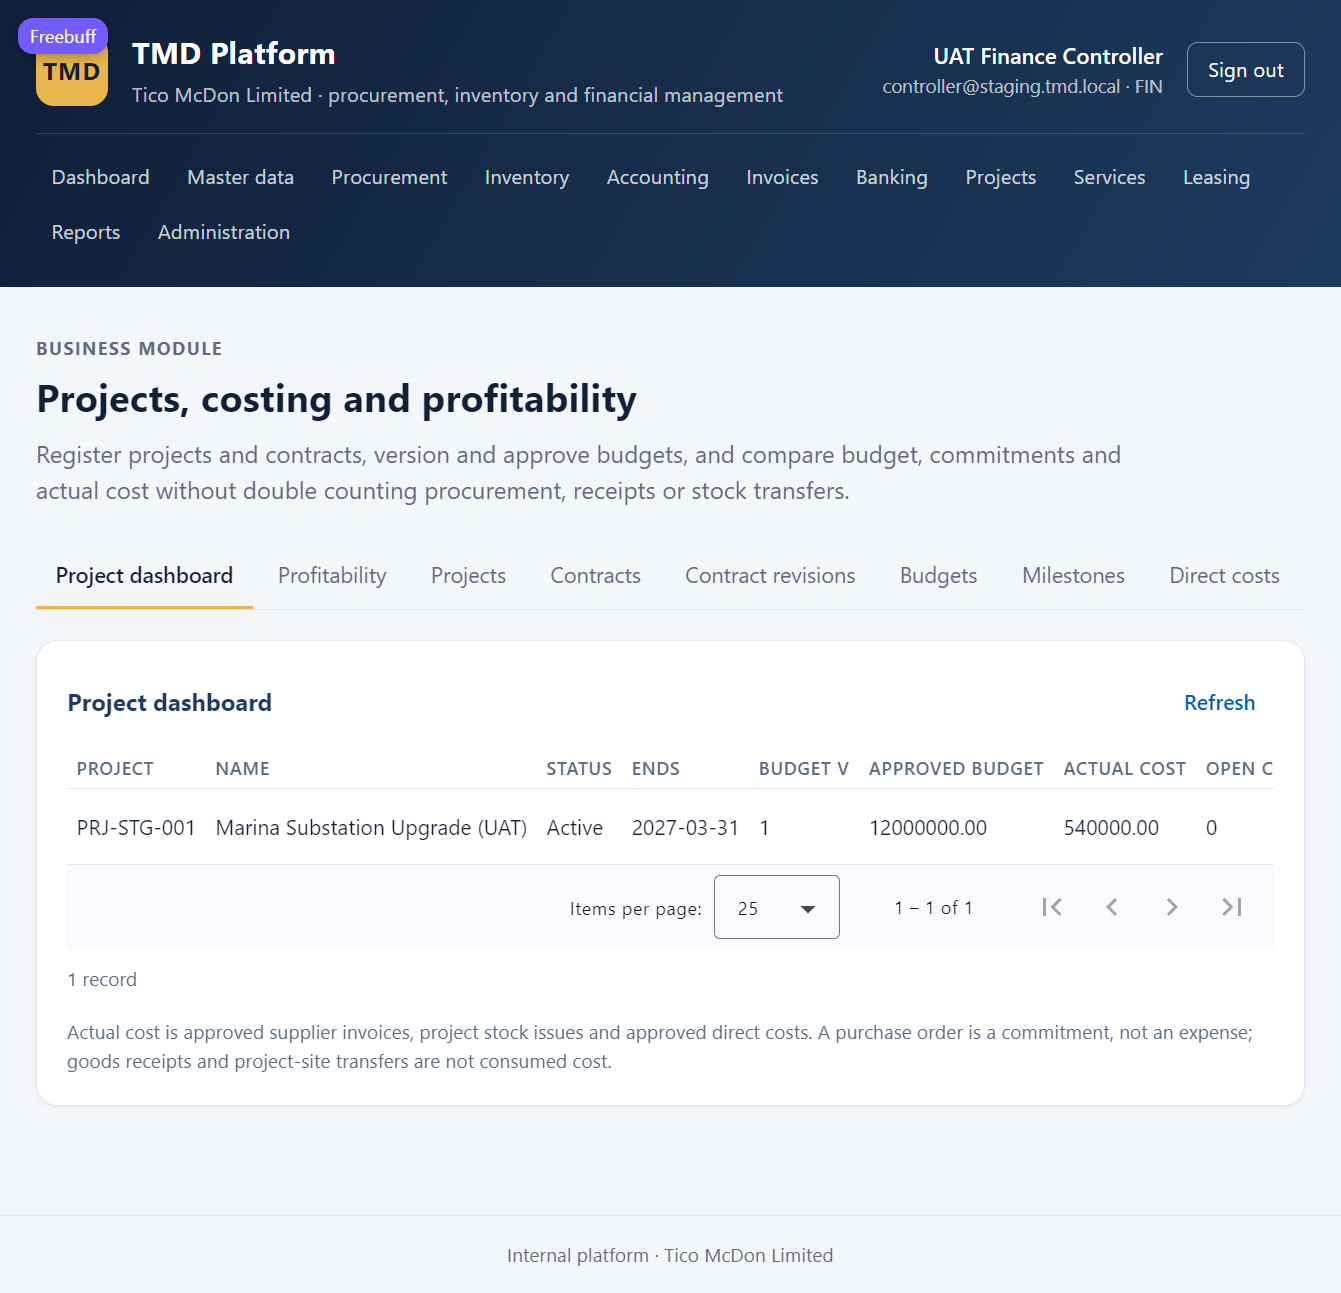 Freebuff
TMD
TMD Platform
Tico McDon Limited · procurement, inventory and financial management
UAT Finance Controller
controller@staging.tmd.local · FIN
Sign out
Dashboard Master data Procurement Inventory Accounting Invoices Banking Projects Services Leasing
Reports Administration
BUSINESS MODULE
Projects, costing and profitability
Register projects and contracts, version and approve budgets, and compare budget, commitments and
actual cost without double counting procurement, receipts or stock transfers.
Project dashboard Profitability Projects Contracts Contract revisions Budgets Milestones Direct costs
Project dashboard
Refresh
PROJECT NAME STATUS ENDS BUDGET V APPROVED BUDGET ACTUAL COST OPEN C
PRJ-STG-001 Marina Substation Upgrade (UAT) Active 2027-03-31 1 12000000.00 540000.00 0
Items per page: 25 1 – 1 of 1
1 record
Actual cost is approved supplier invoices, project stock issues and approved direct costs. A purchase order is a commitment, not an expense;
goods receipts and project-site transfers are not consumed cost.
Internal platform · Tico McDon Limited